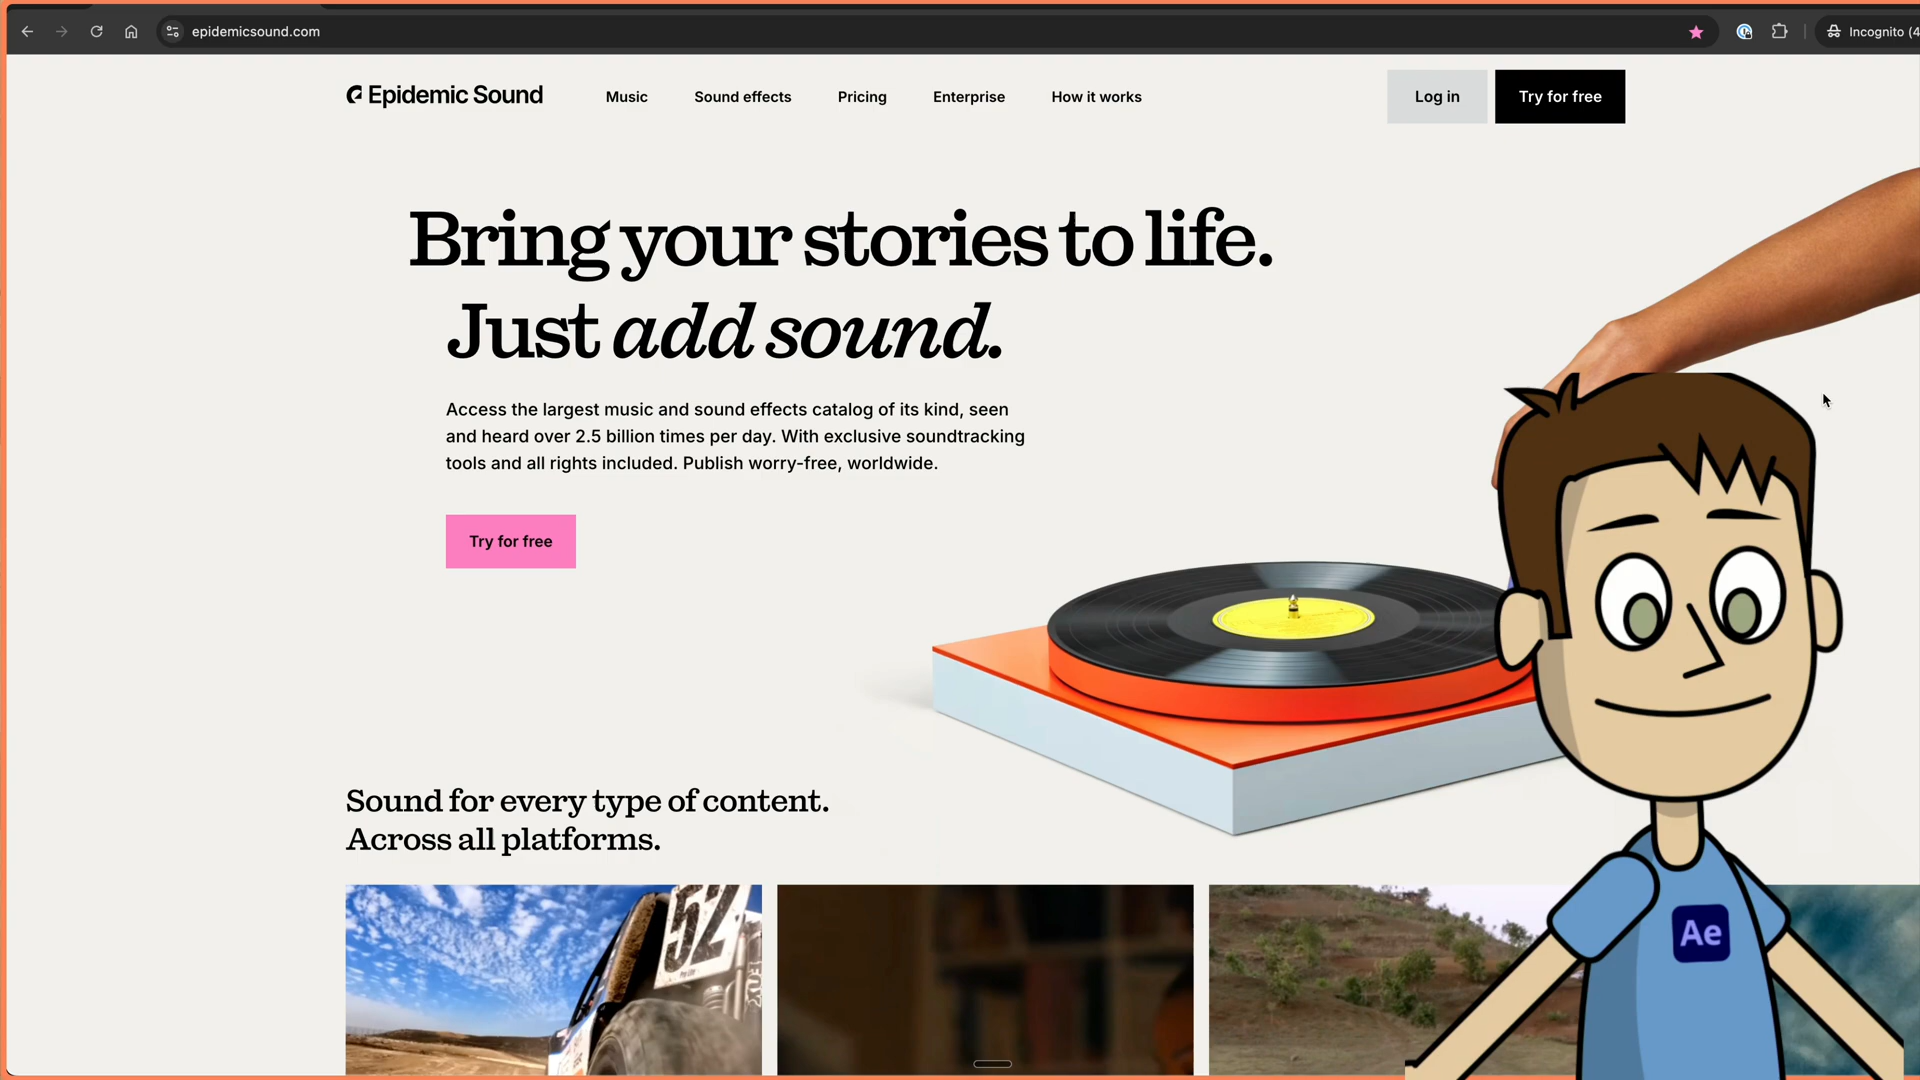 epidemicsound.com
Incognito (4
Epidemic Sound
Music
Sound effects
Pricing
Enterprise
How it works
Log in
Try for free
Bring your stories to life.
Just add sound.
Access the largest music and sound effects catalog of its kind, seen
and heard over 2.5 billion times per day. With exclusive soundtracking
tools and all rights included. Publish worry-free, worldwide.
Try for free
Sound for every type of content.
Across all platforms.
52
Ae